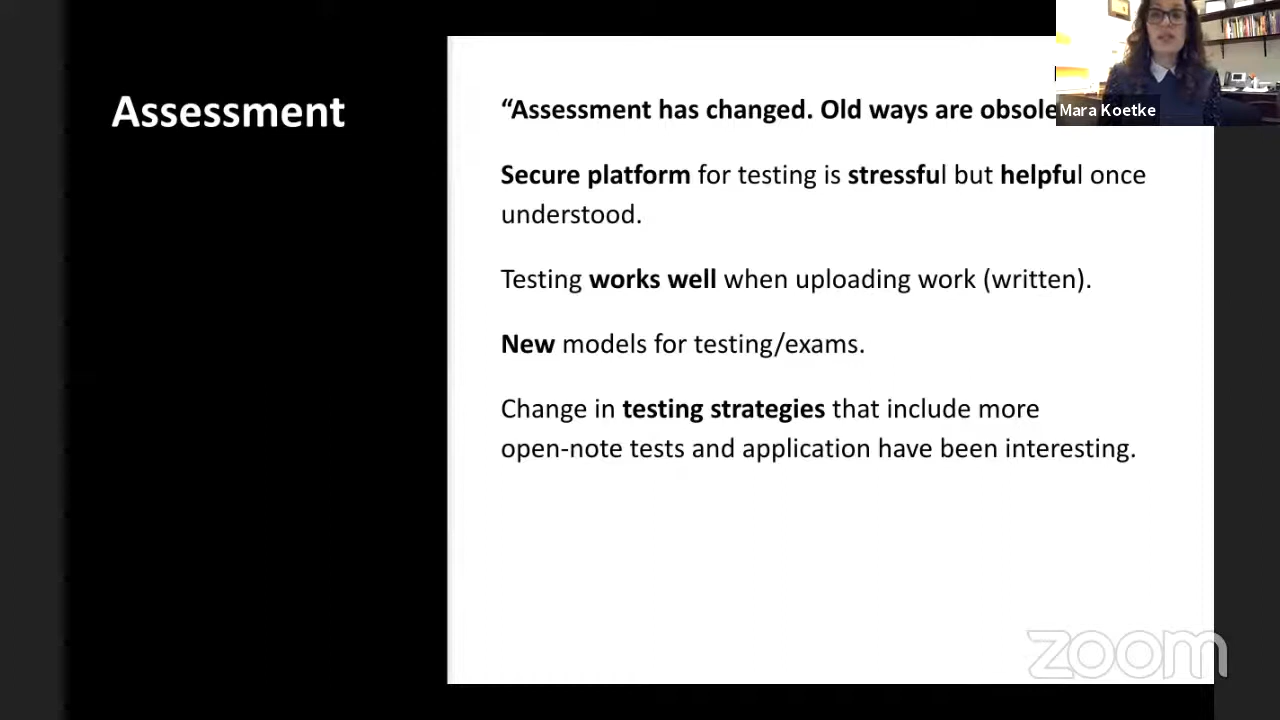 Assessment
“Assessment has changed. Old ways are
Mara Koetke
Secure platform for testing is stressful but helpful once
understood.
Testing works well when uploading work (written).
New models for testing/exams.
Change in testing strategies that include more
open-note tests and application have been interesting.
zoom